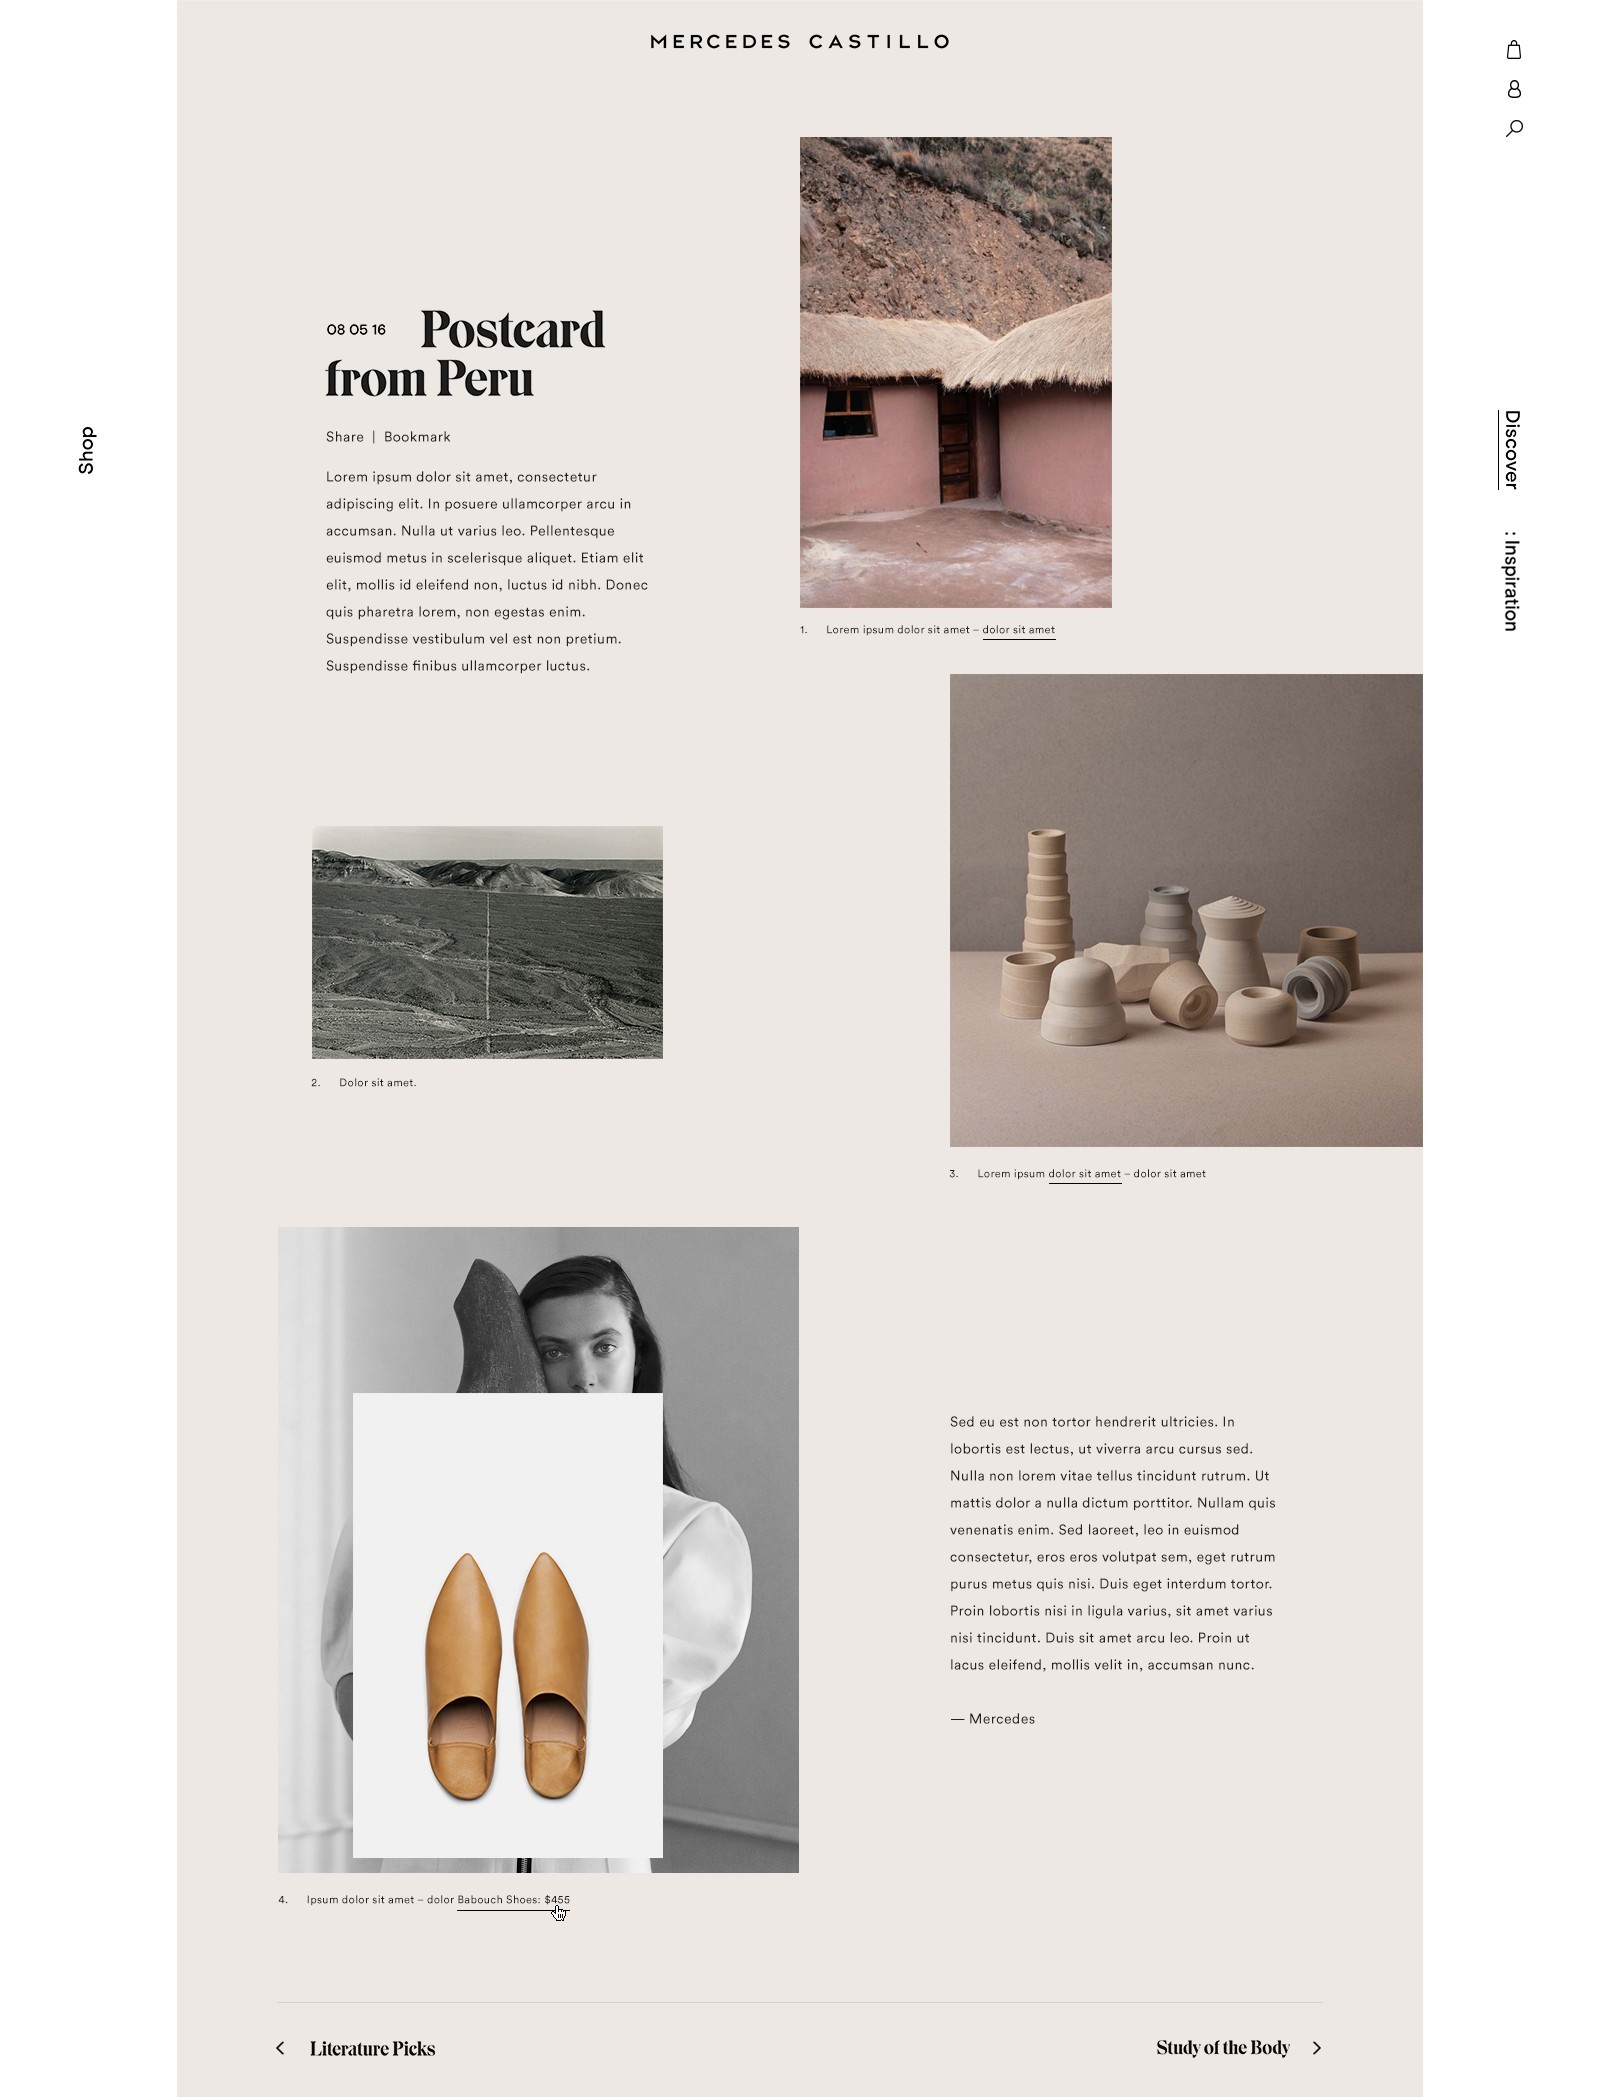 MERCEDES CASTILLO
Shop
Discover
: Inspiration
08 05 16 Postcard
from Peru
Share | Bookmark
Lorem ipsum dolor sit amet, consectetur
adipiscing elit. In posuere ullamcorper arcu in
accumsan. Nulla ut varius leo. Pellentesque
euismod metus in scelerisque aliquet. Etiam elit
elit, mollis id eleifend non, luctus id nibh. Donec
quis pharetra lorem, non egestas enim.
Suspendisse vestibulum vel est non pretium.
Suspendisse finibus ullamcorper luctus.
1. Lorem ipsum dolor sit amet – dolor sit amet
2. Dolor sit amet.
3. Lorem ipsum dolor sit amet – dolor sit amet
Sed eu est non tortor hendrerit ultricies. In
lobortis est lectus, ut viverra arcu cursus sed.
Nulla non lorem vitae tellus tincidunt rutrum. Ut
mattis dolor a nulla dictum porttitor. Nullam quis
venenatis enim. Sed laoreet, leo in euismod
consectetur, eros eros volutpat sem, eget rutrum
purus metus quis nisi. Duis eget interdum tortor.
Proin lobortis nisi in ligula varius, sit amet varius
nisi tincidunt. Duis sit amet arcu leo. Proin ut
lacus eleifend, mollis velit in, accumsan nunc.
— Mercedes
4. Ipsum dolor sit amet – dolor Babouch Shoes: $455
Literature Picks
Study of the Body